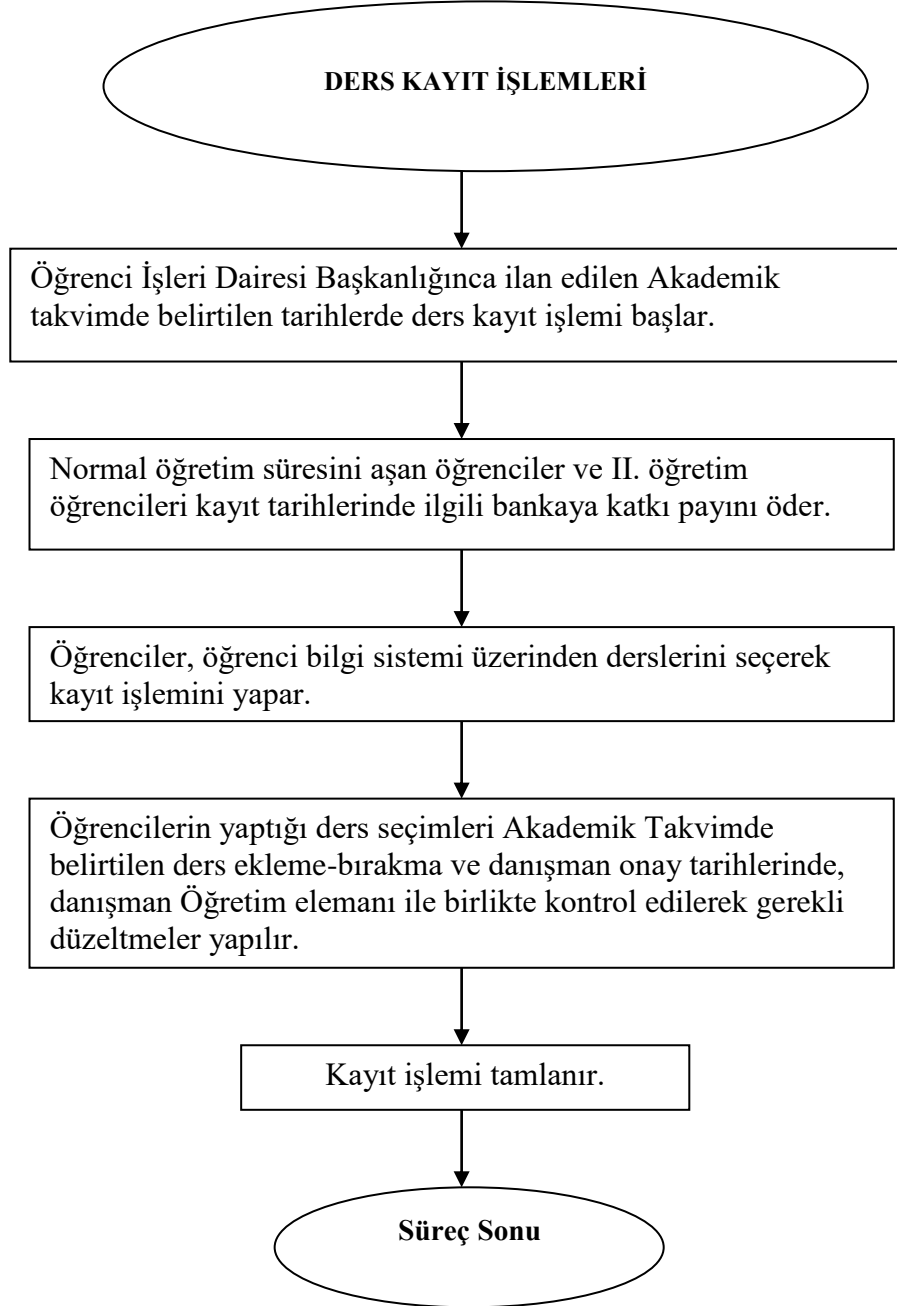 DERS KAYIT İŞLEMLERİ
Öğrenci İşleri Dairesi Başkanlığınca ilan edilen Akademik
takvimde belirtilen tarihlerde ders kayıt işlemi başlar.
Normal öğretim süresini aşan öğrenciler ve II. öğretim
öğrencileri kayıt tarihlerinde ilgili bankaya katkı payını öder.
Öğrenciler, öğrenci bilgi sistemi üzerinden derslerini seçerek
kayıt işlemini yapar.
Öğrencilerin yaptığı ders seçimleri Akademik Takvimde
belirtilen ders ekleme-bırakma ve danışman onay tarihlerinde,
danışman Öğretim elemanı ile birlikte kontrol edilerek gerekli
düzeltmeler yapılır.
Kayıt işlemi tamlanır.
Süreç Sonu